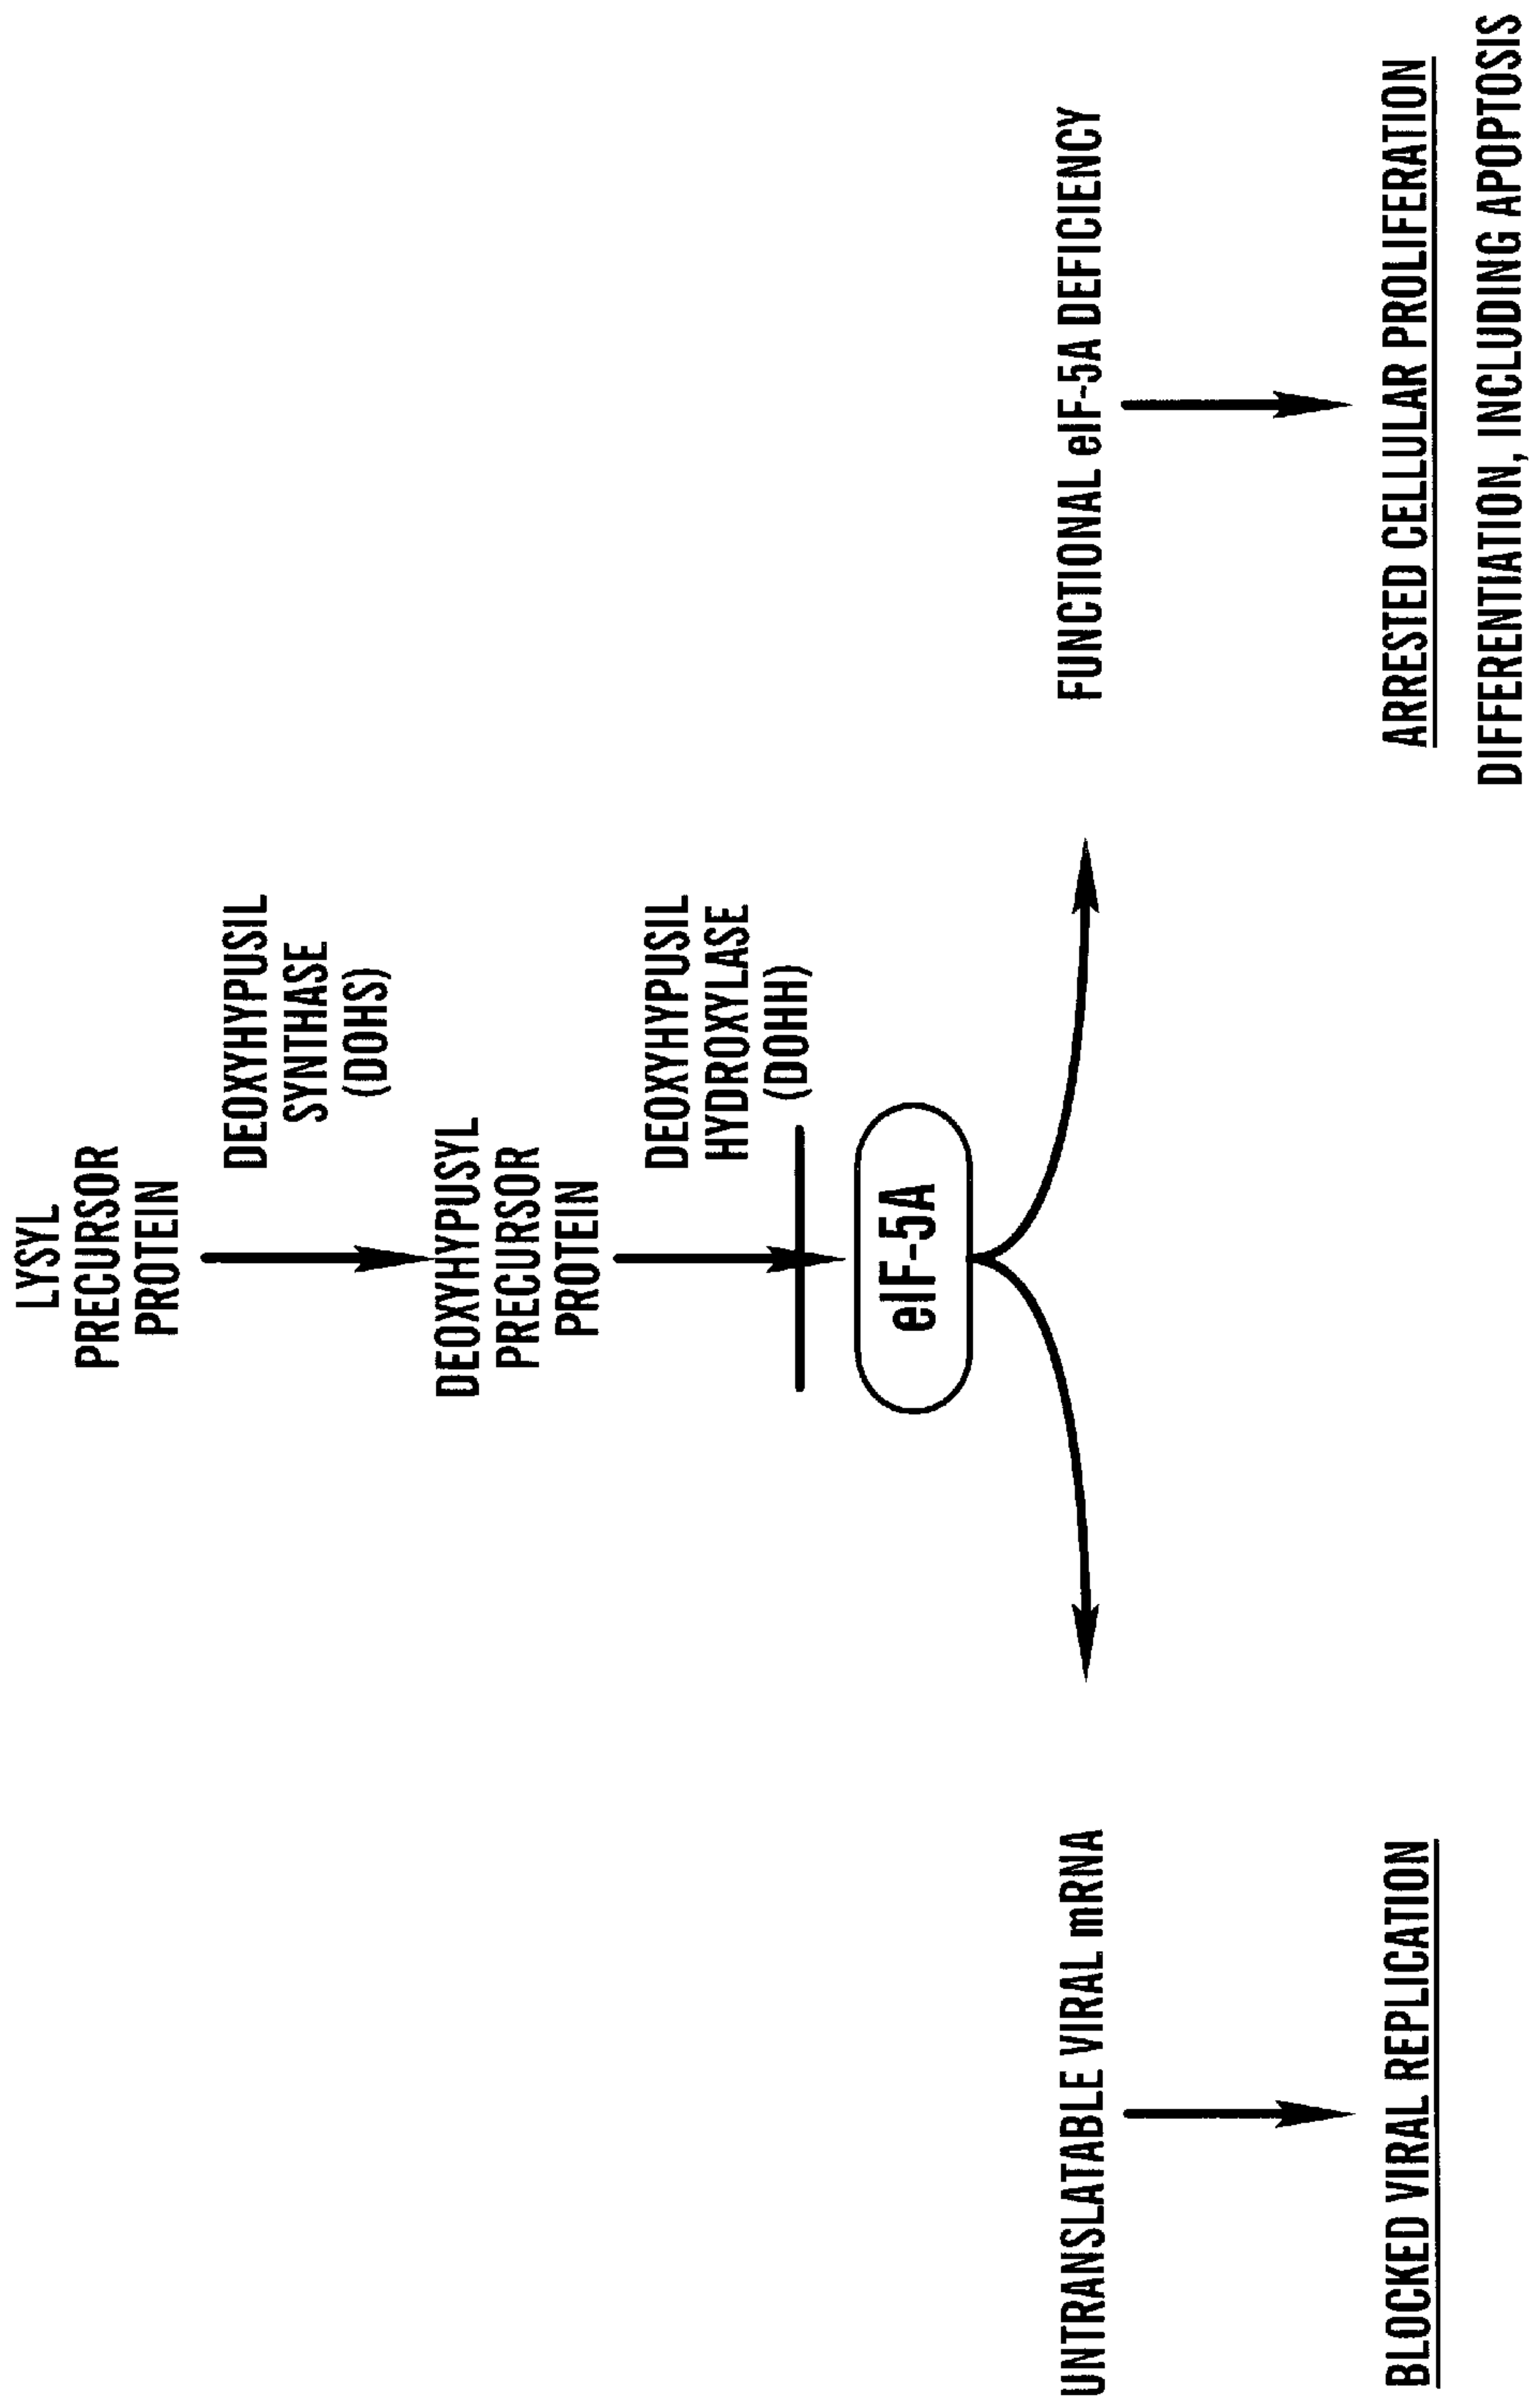 LYSYL
PRECURSOR
PROTEIN
DEOXYHYPUSIL
SYNTHASE
(DOHS)
DEOXYHYPUSYL
PRECURSOR
PROTEIN
DEOXYHYPUSIL
HYDROXYLASE
(DOHH)
eIF-5A
UNTRANSLATABLE VIRAL mRNA
BLOCKED VIRAL REPLICATION
FUNCTIONAL eIF-5A DEFICIENCY
ARRESTED CELLULAR PROLIFERATION
DIFFERENTIATION, INCLUDING APOPTOSIS